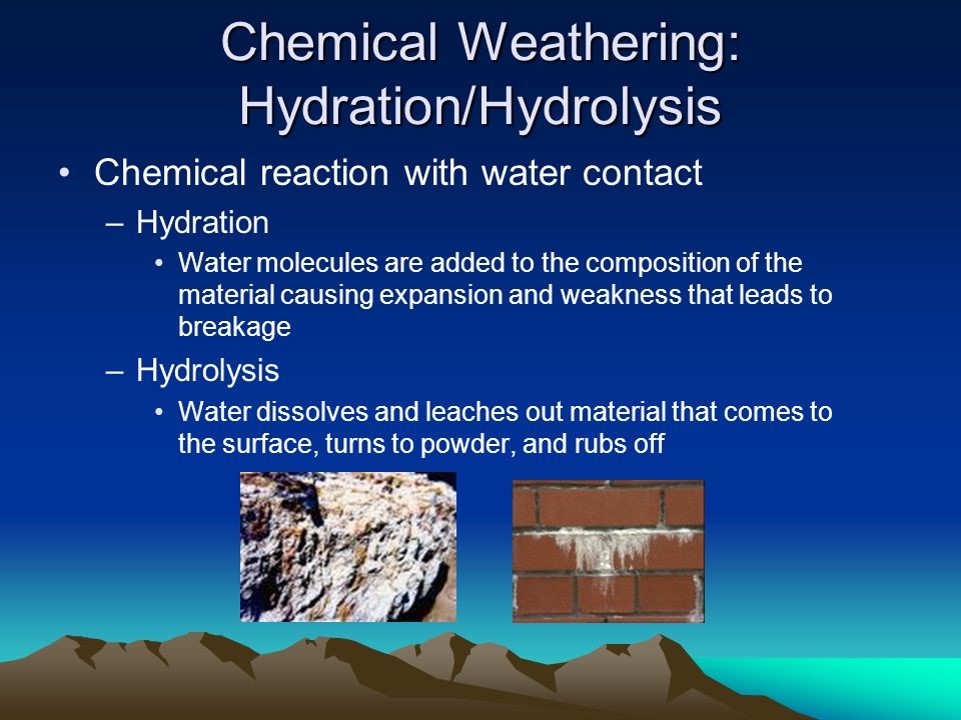 Chemical Weathering:
Hydration/Hydrolysis
• Chemical reaction with water contact
– Hydration
• Water molecules are added to the composition of the
material causing expansion and weakness that leads to
breakage
– Hydrolysis
• Water dissolves and leaches out material that comes to
the surface, turns to powder, and rubs off